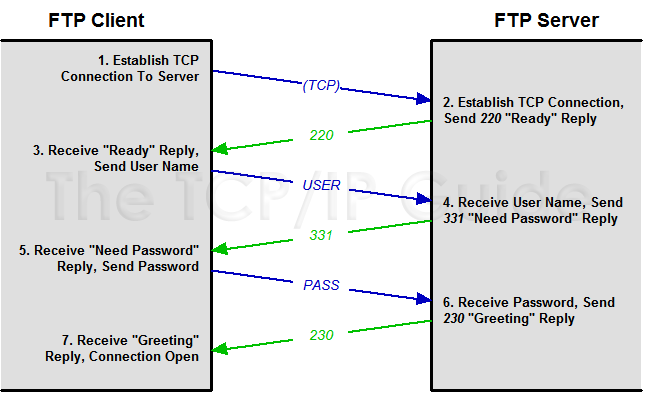 FTP Client
FTP Server
1. Establish TCP
Connection To Server
(TCP)
2. Establish TCP Connection,
Send 220 "Ready" Reply
220
3. Receive "Ready" Reply,
Send User Name
The TCP/IP Guide
USER
4. Receive User Name, Send
331 "Need Password" Reply
331
5. Receive "Need Password"
Reply, Send Password
PASS
6. Receive Password, Send
230 "Greeting" Reply
230
7. Receive "Greeting"
Reply, Connection Open